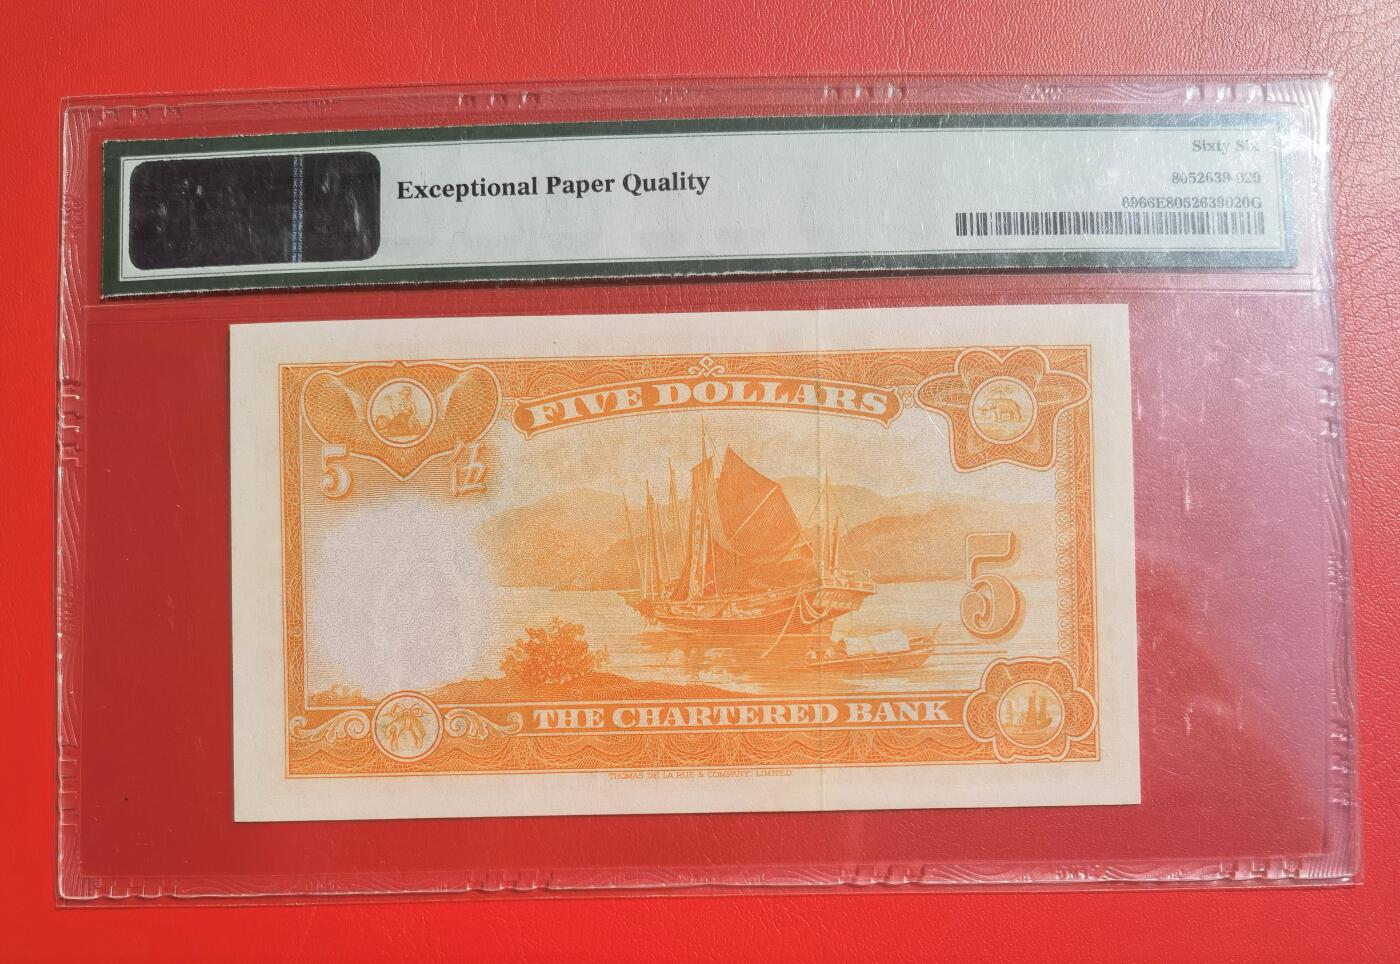 Exceptional Paper Quality
Sixty Six
8052639-020
6966E8052639020G
FIVE DOLLARS
5
伍
5
THE CHARTERED BANK
THOMAS DE LA RUE & COMPANY, LIMITED.